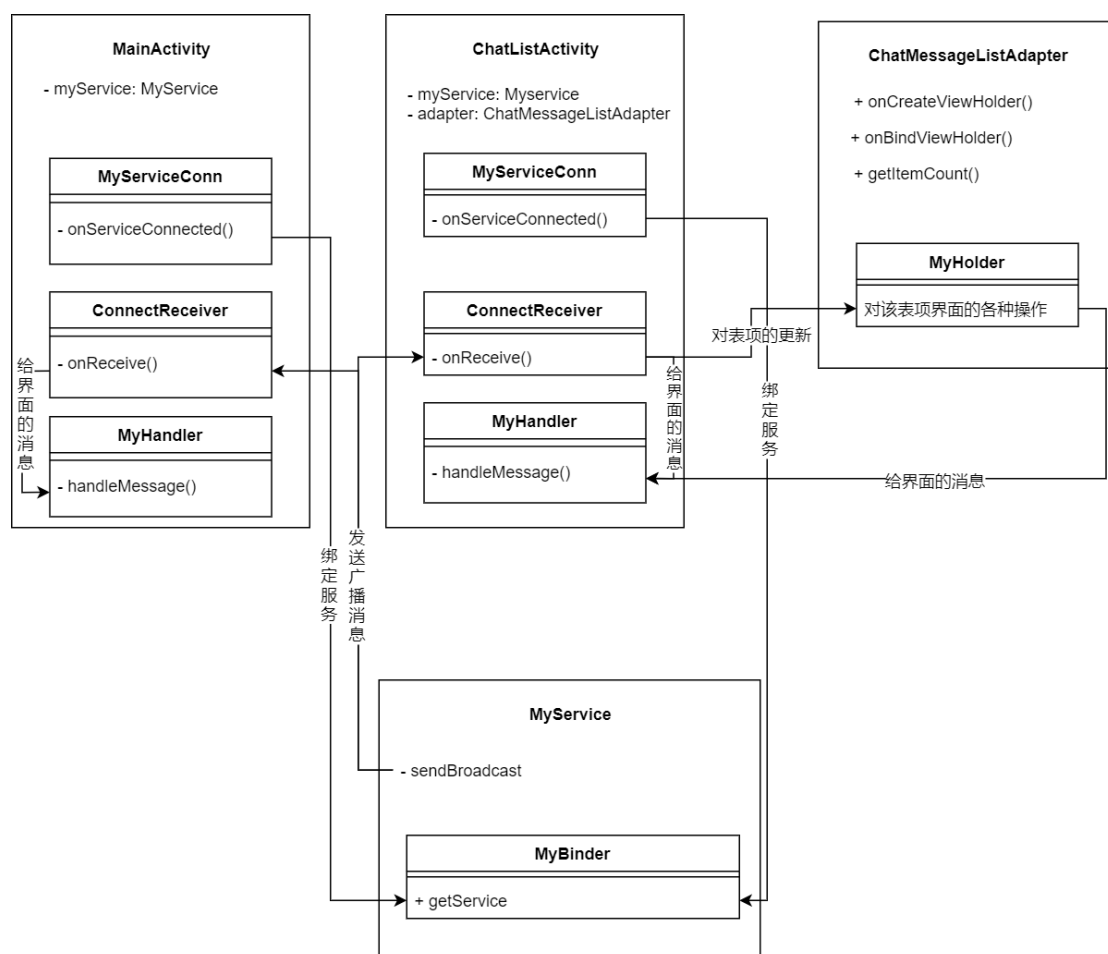 MainActivity
- myService: MyService
MyServiceConn
- onServiceConnected()
ConnectReceiver
- onReceive()
给界面的消息
MyHandler
- handleMessage()
ChatListActivity
- myService: Myservice
- adapter: ChatMessageListAdapter
MyServiceConn
- onServiceConnected()
ConnectReceiver
- onReceive()
给界面的消息
MyHandler
- handleMessage()
ChatMessageListAdapter
+ onCreateViewHolder()
+ onBindViewHolder()
+ getItemCount()
MyHolder
对该表项界面的各种操作
对表项的更新
绑定服务
给界面的消息
绑定服务
发送广播消息
MyService
- sendBroadcast
MyBinder
+ getService